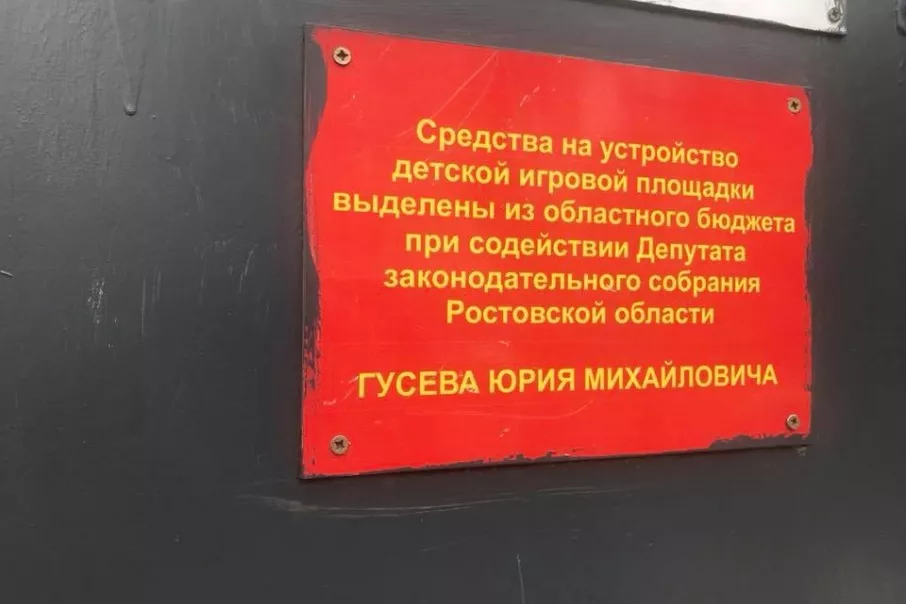 Средства на устройство
детской игровой площадки
выделены из областного бюджета
при содействии Депутата
законодательного собрания
Ростовской области
ГУСЕВА ЮРИЯ МИХАЙЛОВИЧА